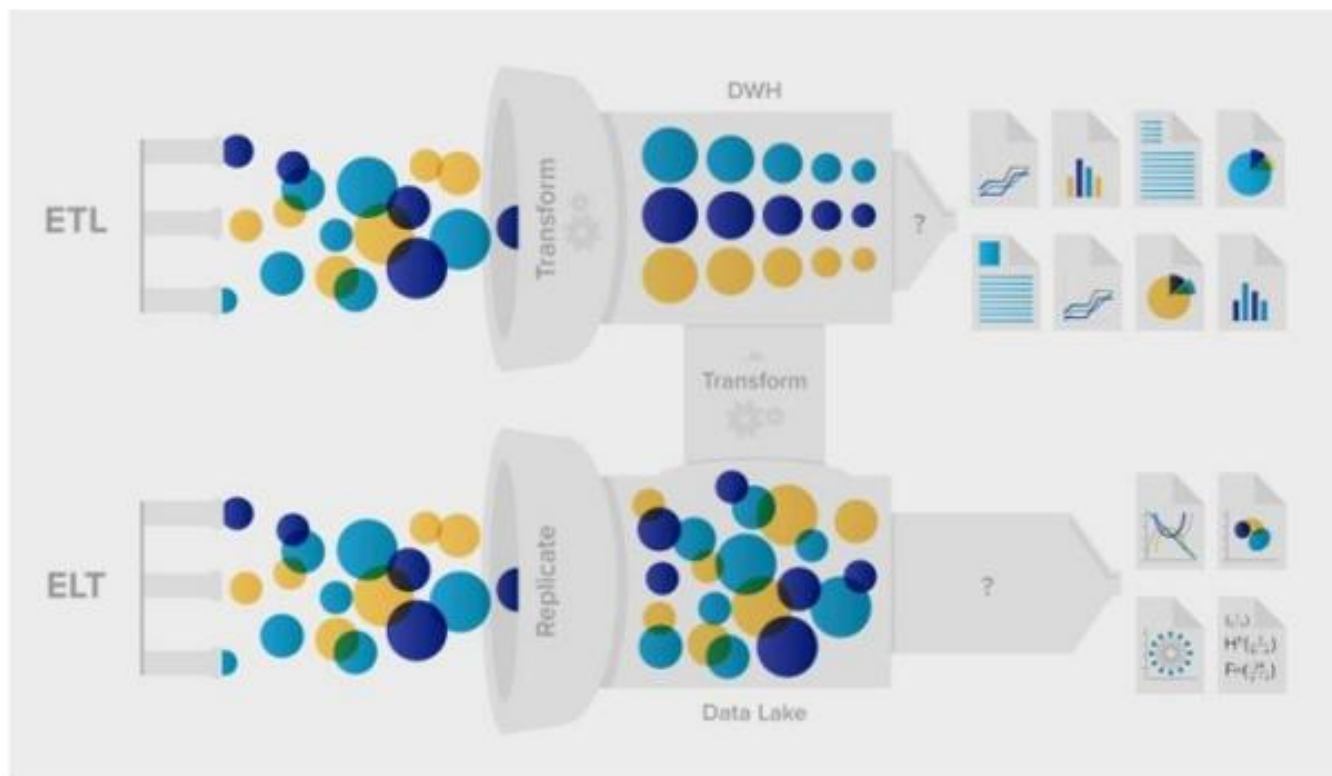 DWH
ETL
Transform
?
Transform
ELT
Replicate
?
Data Lake